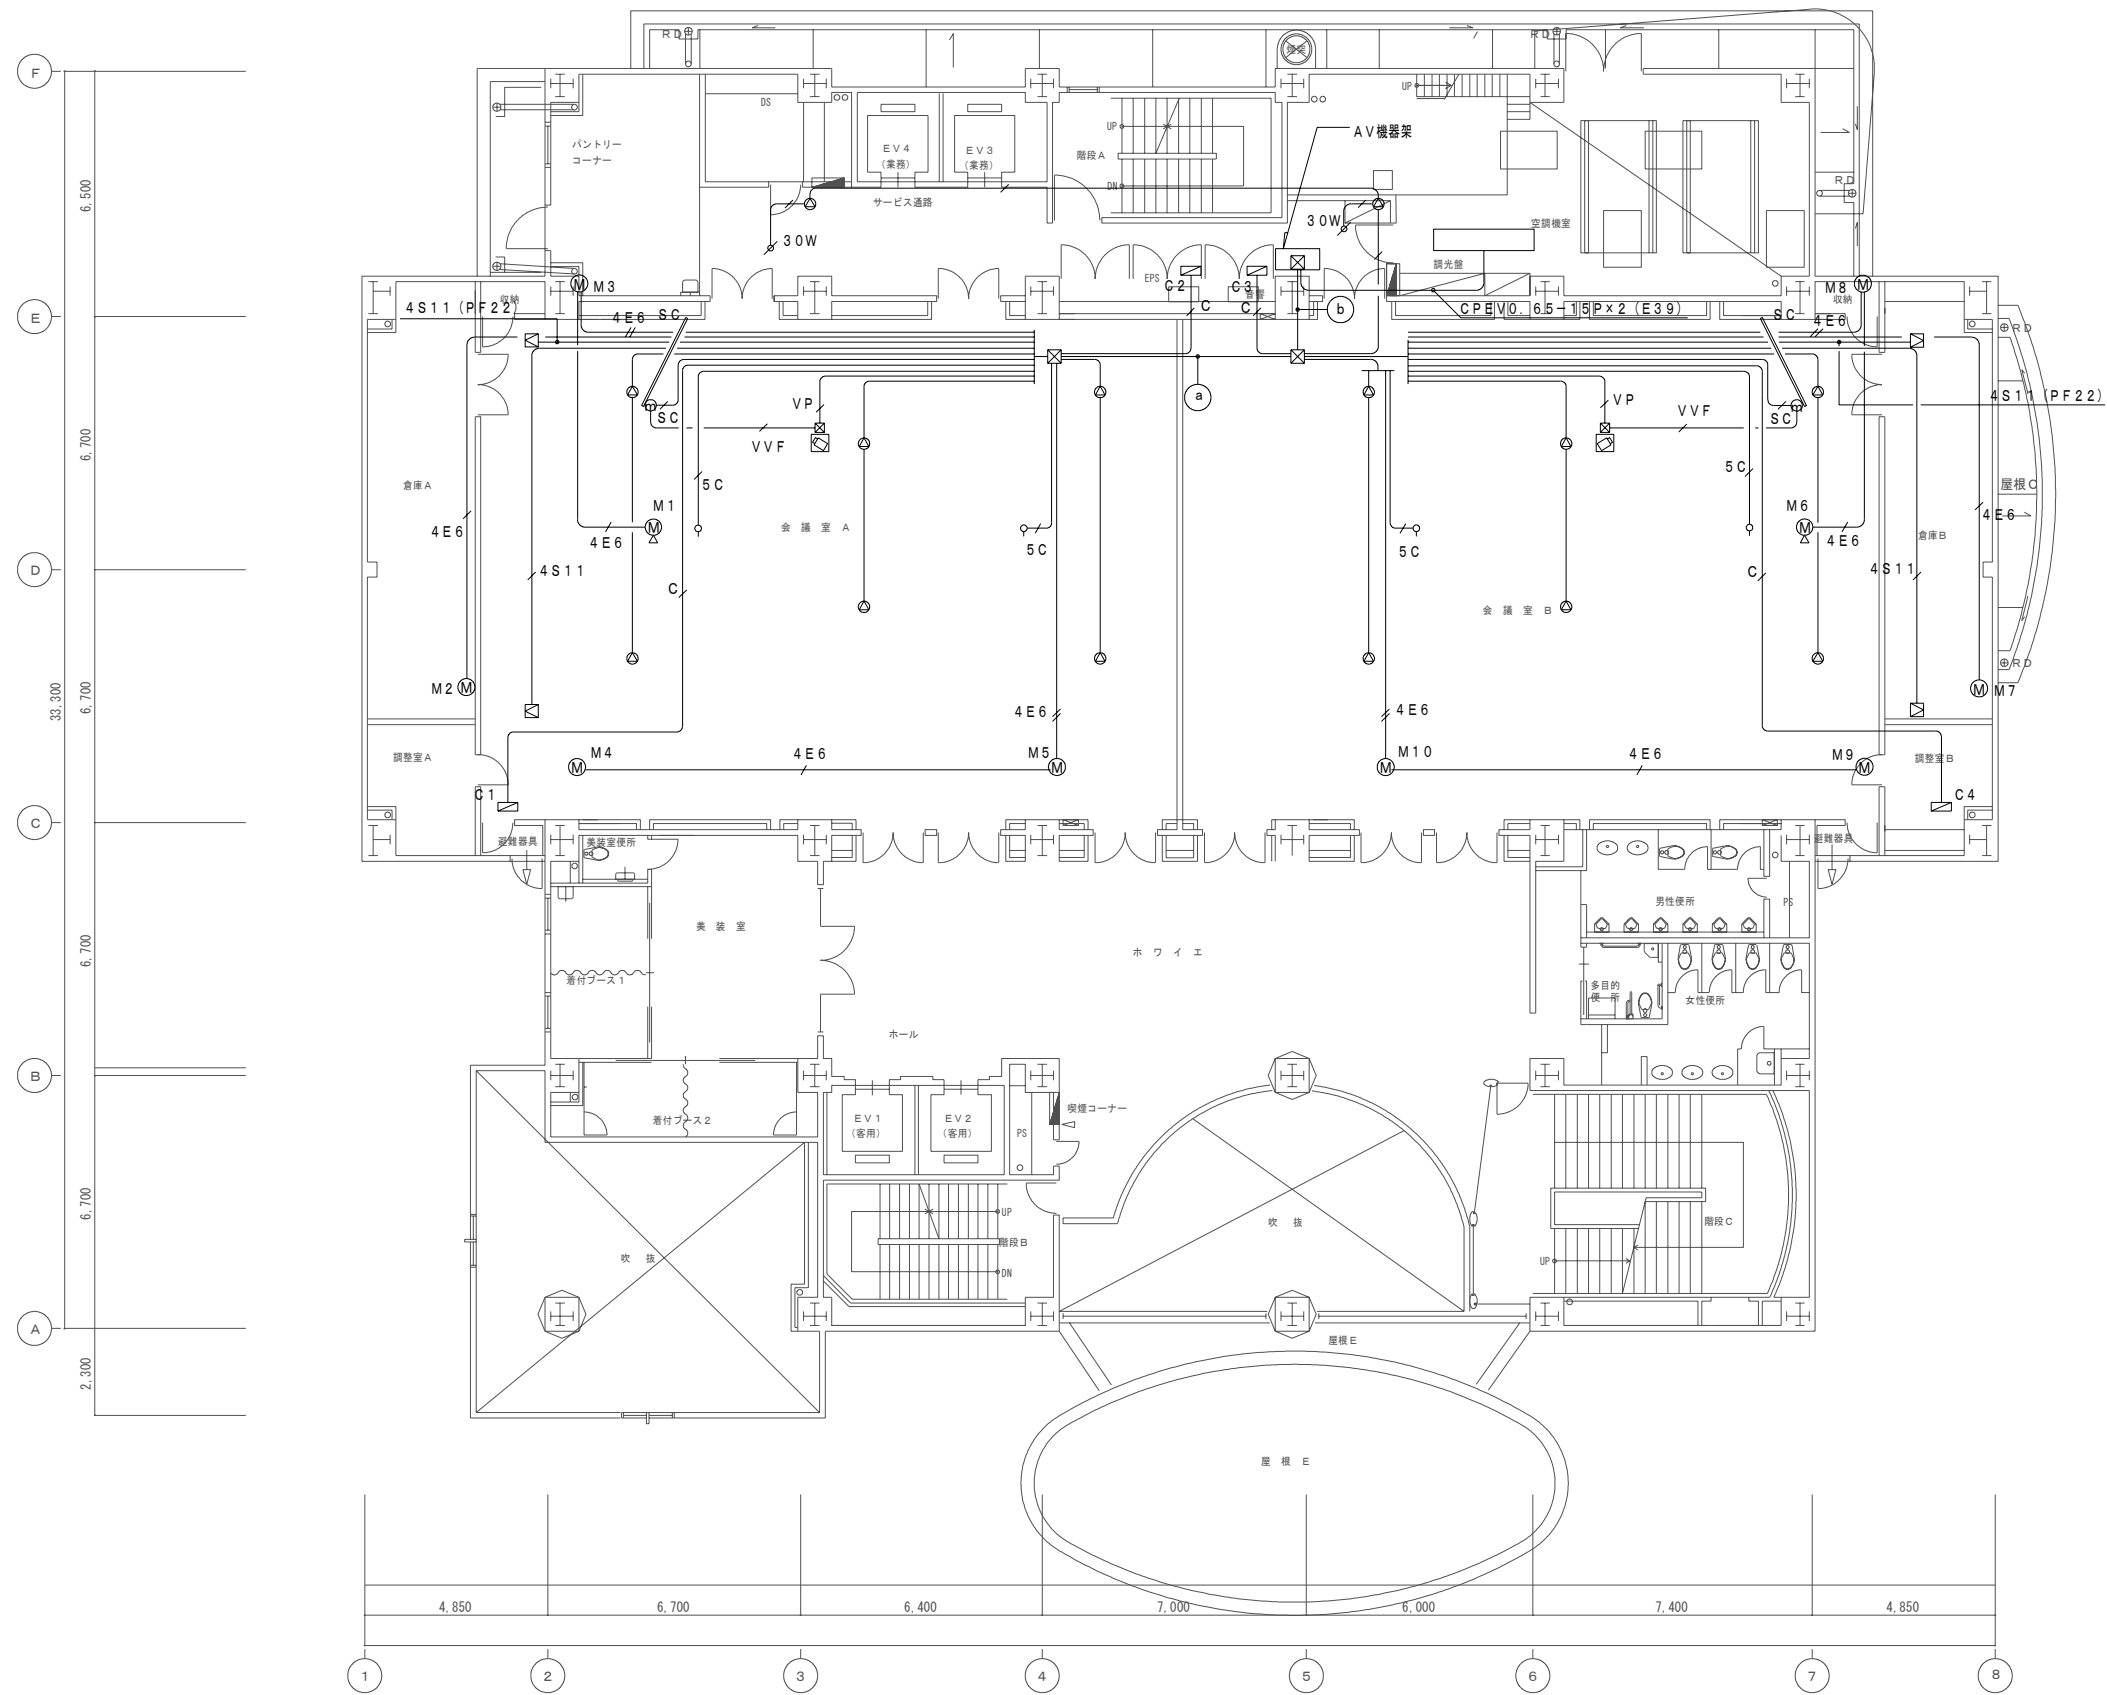 RD
RD
煙突
F
DS
UP
AV機器架
パントリー
コーナー
EV4
(業務)
EV3
(業務)
UP
階段A
DN
RD
6,500
サービス通路
30W
30W
空調機室
EPS
調光盤
M3
収納
C2
C3
音響
M8
収納
4S11(PF22)
4E6
SC
C
C
b
CPEV0.65-15P×2(E39)
SC
4E6
RD
E
a
4S11(PF22)
VP
SC
VVF
VP
VVF
SC
6,700
倉庫A
5C
5C
屋根C
M1
会 議 室 A
M6
4E6
4E6
4E6
5C
5C
4E6
倉庫B
D
4S11
C
会 議 室 B
C
4S11
RD
33,300
6,700
M2
M7
4E6
4E6
調整室A
M4
4E6
M5
M10
4E6
M9
調整室B
C1
C4
C
避難器具
美装室便所
避難器具
男性便所
PS
美 装 室
6,700
ホ ワ イ エ
着付ブース1
多目的
便 所
女性便所
ホール
B
着付ブース2
EV1
(客用)
EV2
(客用)
PS
喫煙コーナー
6,700
UP
吹 抜
階段C
階段B
吹 抜
UP
DN
A
屋根E
2,300
屋 根 E
4,850
6,700
6,400
7,000
6,000
7,400
4,850
1
2
3
4
5
6
7
8